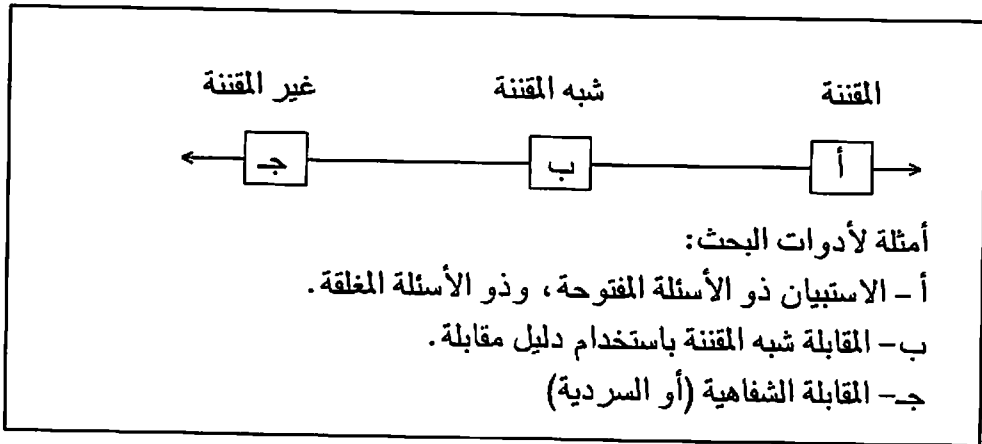 المقننة شبه المقننة غير المقننة
أ ب جـ
أمثلة لأدوات البحث:
أ – الاستبيان ذو الأسئلة المفتوحة، وذو الأسئلة المغلقة.
ب– المقابلة شبه المقننة باستخدام دليل مقابلة.
جـ– المقابلة الشفاهية (أو السردية)